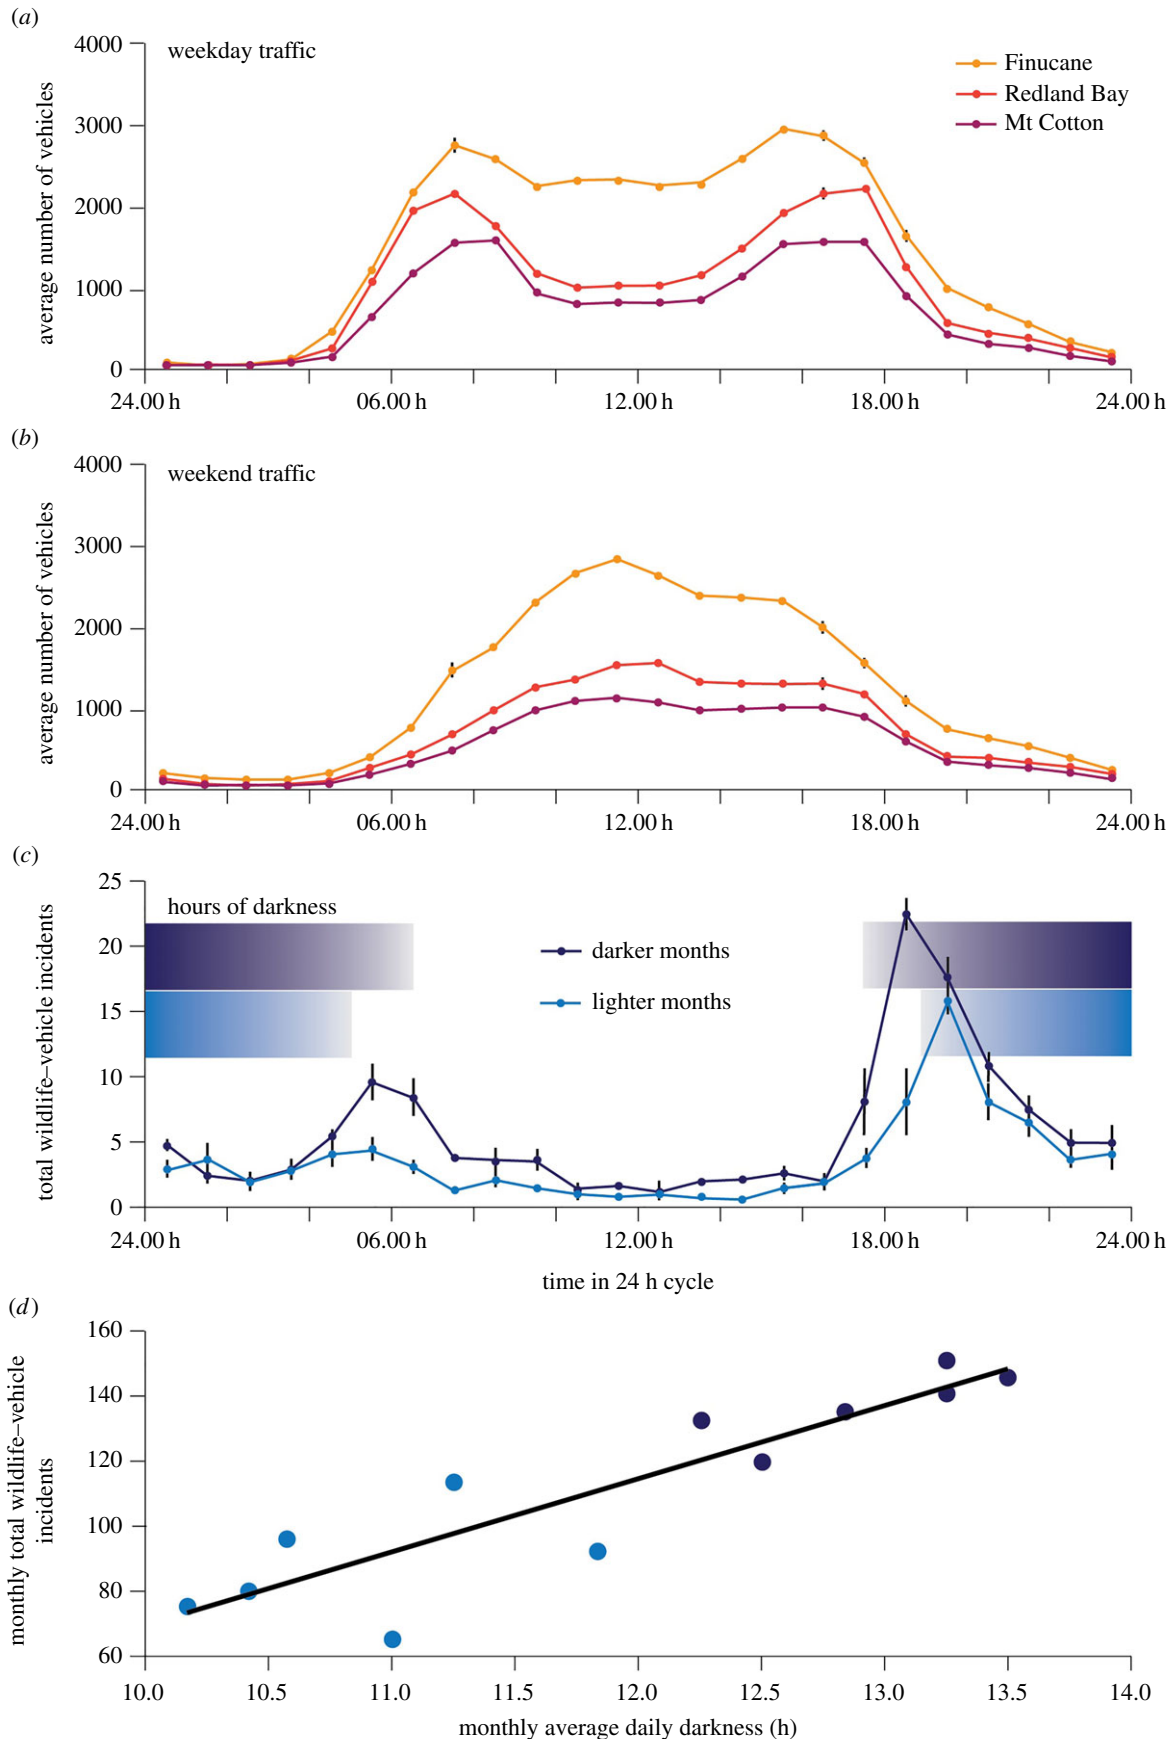 (a)
4000
weekday traffic
Finucane
Redland Bay
Mt Cotton
average number of vehicles
3000
2000
1000
0
24.00 h 06.00 h 12.00 h 18.00 h 24.00 h
(b)
4000
weekend traffic
average number of vehicles
3000
2000
1000
0
24.00 h 06.00 h 12.00 h 18.00 h 24.00 h
(c)
25
hours of darkness
total wildlife–vehicle incidents
20
darker months
lighter months
15
10
5
0
24.00 h 06.00 h 12.00 h 18.00 h 24.00 h
time in 24 h cycle
(d)
160
monthly total wildlife–vehicle
incidents
140
120
100
80
60
10.0 10.5 11.0 11.5 12.0 12.5 13.0 13.5 14.0
monthly average daily darkness (h)